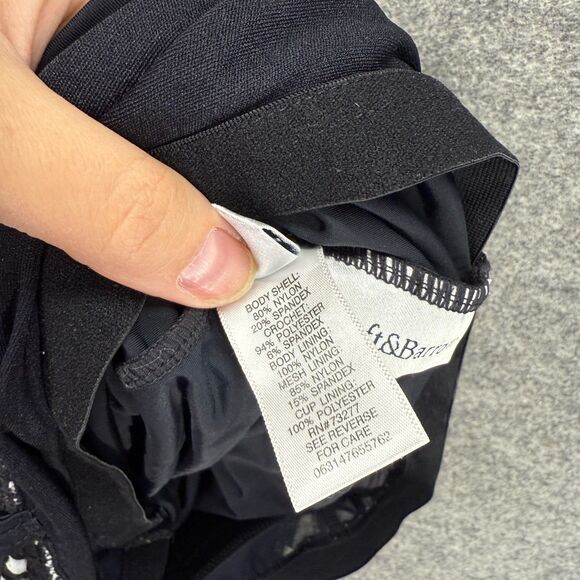 BODY SHELL:
80% NYLON
20% SPANDEX
CROCHET:
94% POLYESTER
6% SPANDEX
BODY LINING:
100% NYLON
MESH LINING:
85% NYLON
15% SPANDEX
CUP LINING:
100% POLYESTER
RN#73277
SEE REVERSE
FOR CARE
063147655762
ft&Barro